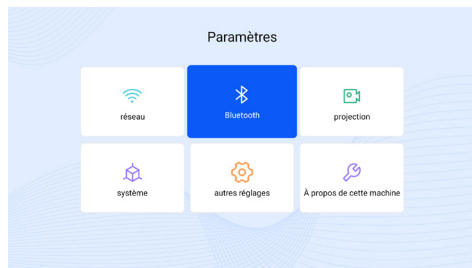 Paramètres
réseau
Bluetooth
projection
système
autres réglages
À propos de cette machine